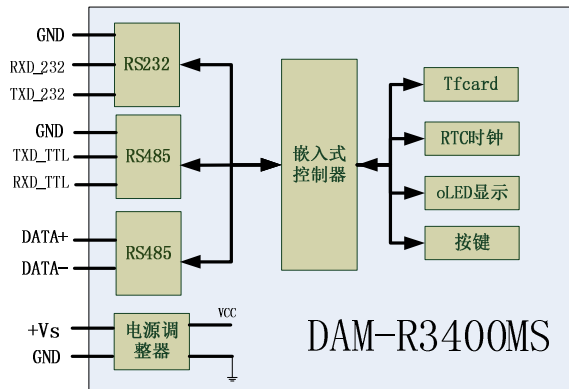 GND
RXD_232
TXD_232
RS232
GND
TXD_TTL
RXD_TTL
RS485
DATA+
DATA-
RS485
+Vs
GND
电源调
整器
VCC
嵌入式
控制器
Tfcard
RTC时钟
oLED显示
按键
DAM-R3400MS